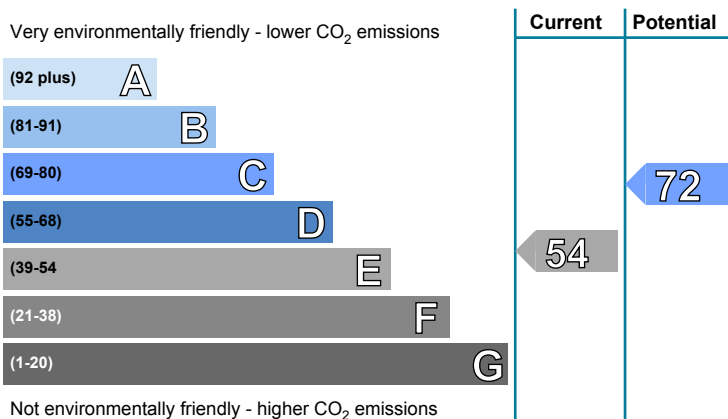 Very environmentally friendly - lower CO2 emissions
Current
Potential
(92 plus) A
(81-91) B
(69-80) C
72
(55-68) D
(39-54 E
54
(21-38) F
(1-20) G
Not environmentally friendly - higher CO2 emissions